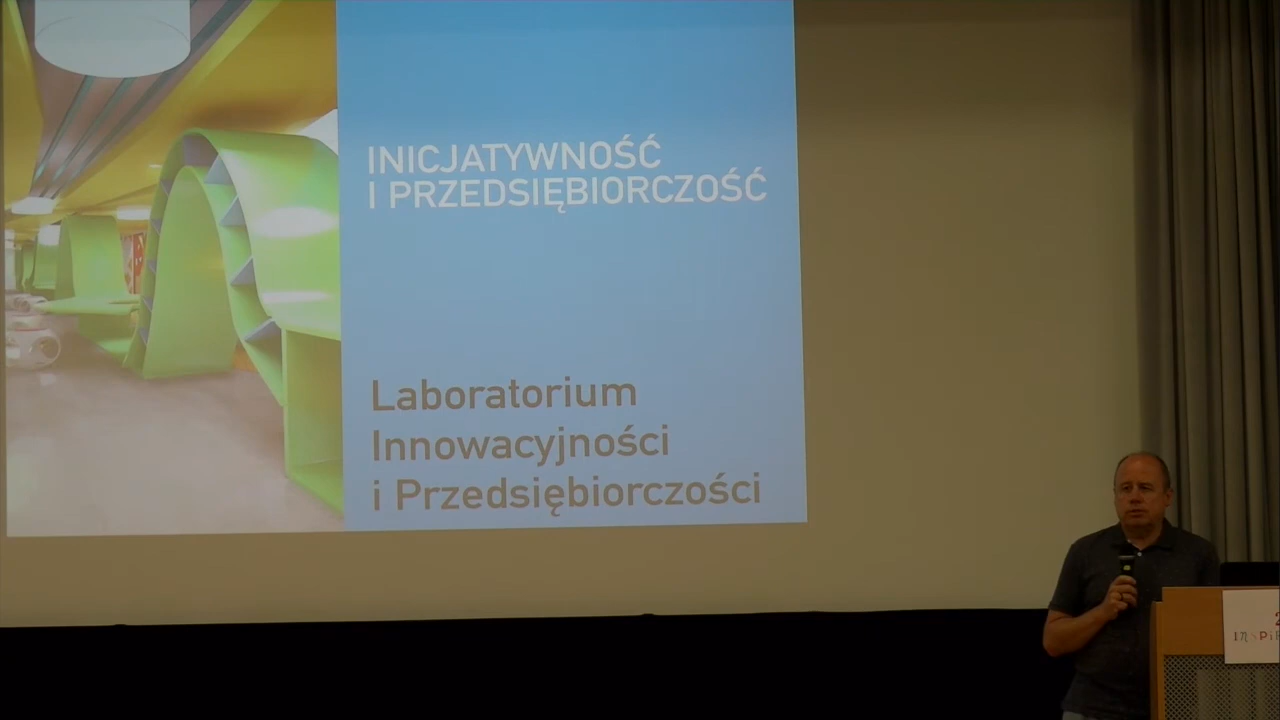 INICJATYWNOŚĆ
I PRZEDSIĘBIORCZOŚĆ
Laboratorium
Innowacyjności
i Przedsiębiorczości